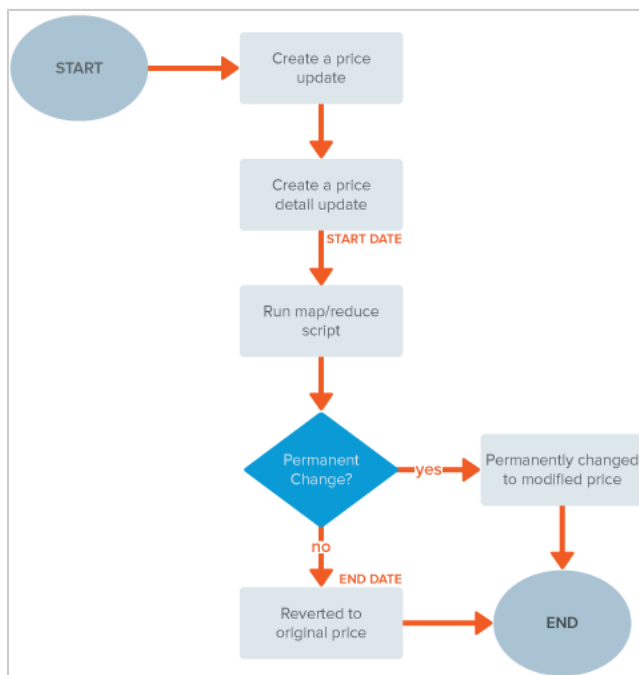 START
Create a price
update
Create a price
detail update
START DATE
Run map/reduce
script
Permanent
Change?
yes
Permanently changed
to modified price
no
END DATE
Reverted to
original price
END